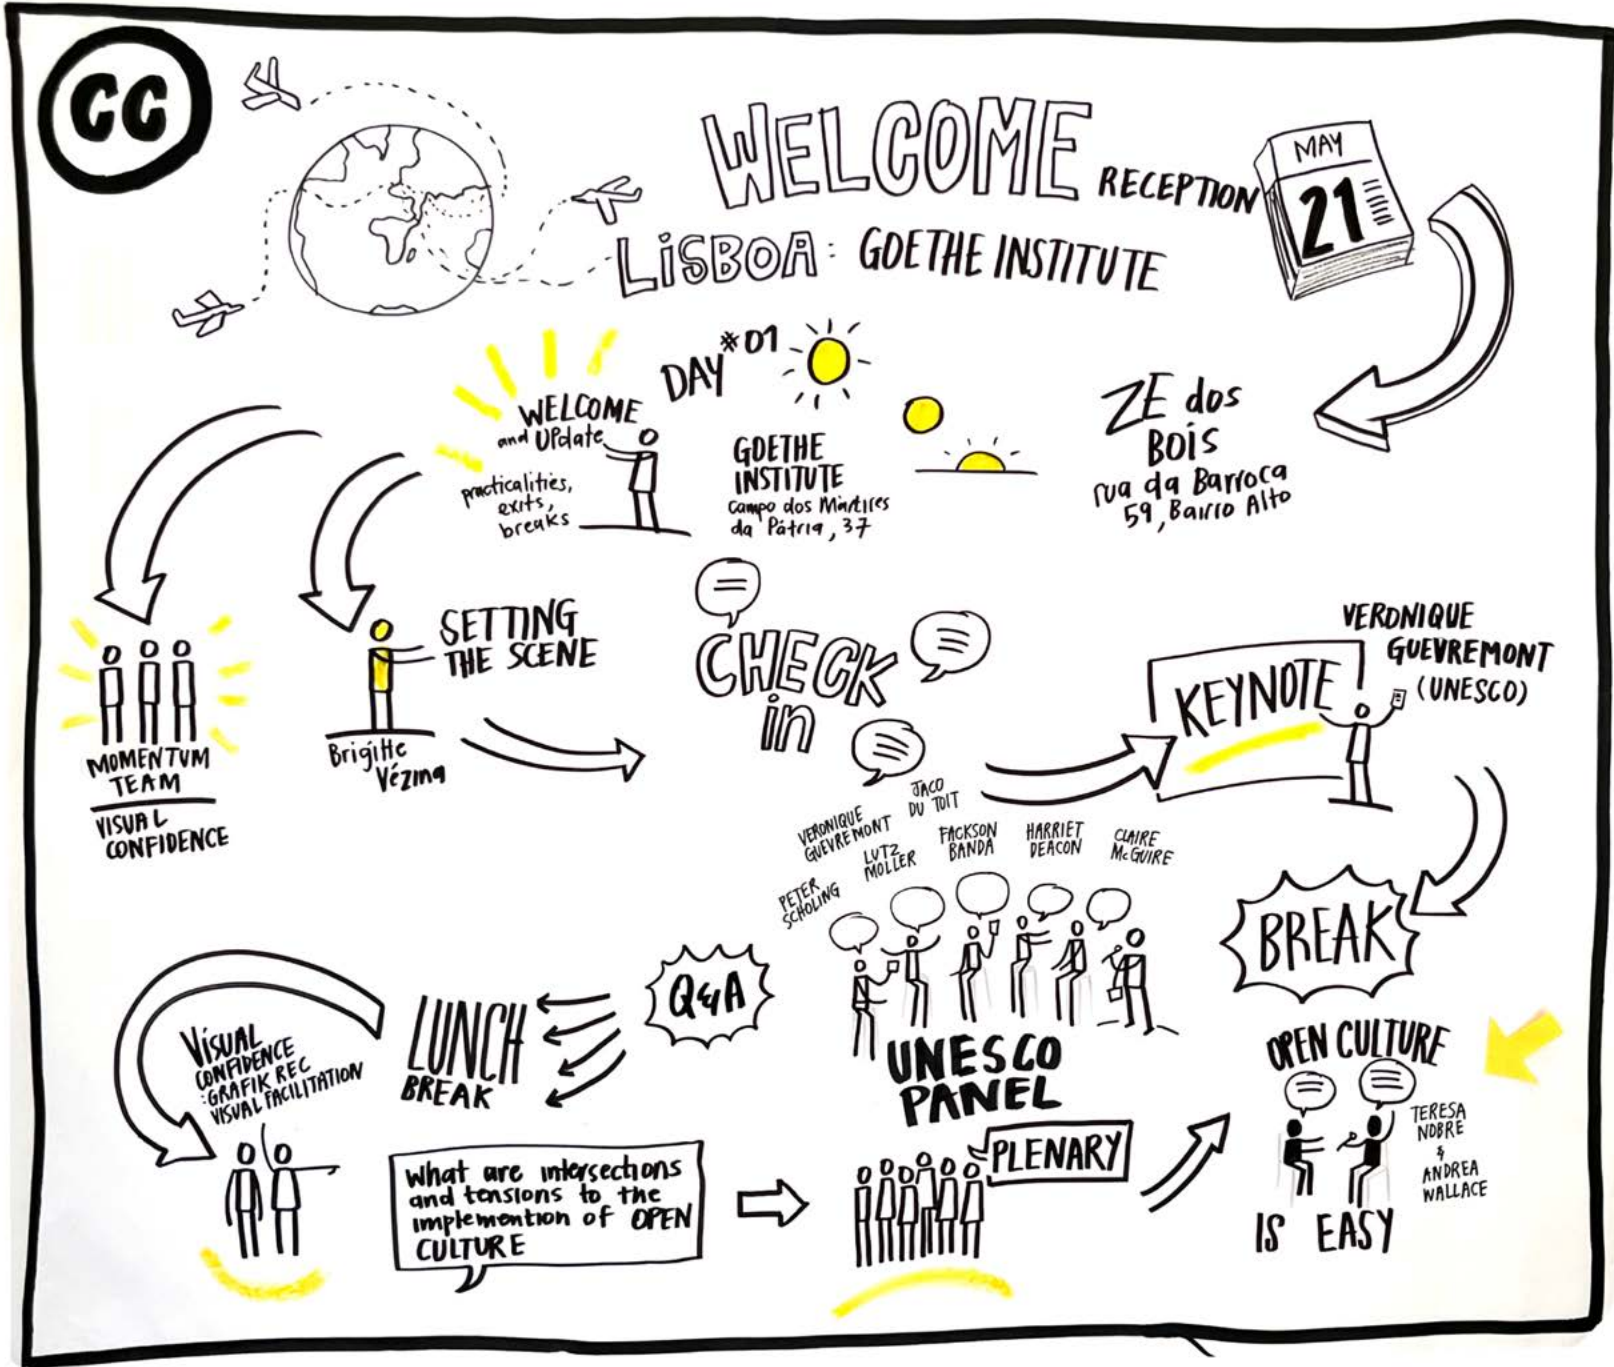 CC
WELCOME RECEPTION
LISBOA: GOETHE INSTITUTE
MAY
21
DAY #01
WELCOME
and UPdate
practicalities,
exits,
breaks
GOETHE
INSTITUTE
Campo dos Mártires
da Pátria, 37
ZE dos
BOIS
rua da Barroca
59, Bairro Alto
MOMENTUM
TEAM
VISUAL
CONFIDENCE
SETTING
THE SCENE
Brigitte
Vézina
CHECK
in
KEYNOTE
VERONIQUE
GUEVREMONT
(UNESCO)
PETER
SCHOLING
VERONIQUE
GUEVREMONT
LUTZ
MOLLER
JACO
DU TOIT
FACKSON
BANDA
HARRIET
DEACON
CLAIRE
McGUIRE
UNESCO
PANEL
BREAK
Q&A
LUNCH
BREAK
VISUAL
CONFIDENCE
:GRAFIK REC
VISUAL FACILITATION
What are intersections
and tensions to the
implemention of OPEN
CULTURE
PLENARY
OPEN CULTURE
TERESA
NOBRE
&
ANDREA
WALLACE
IS EASY